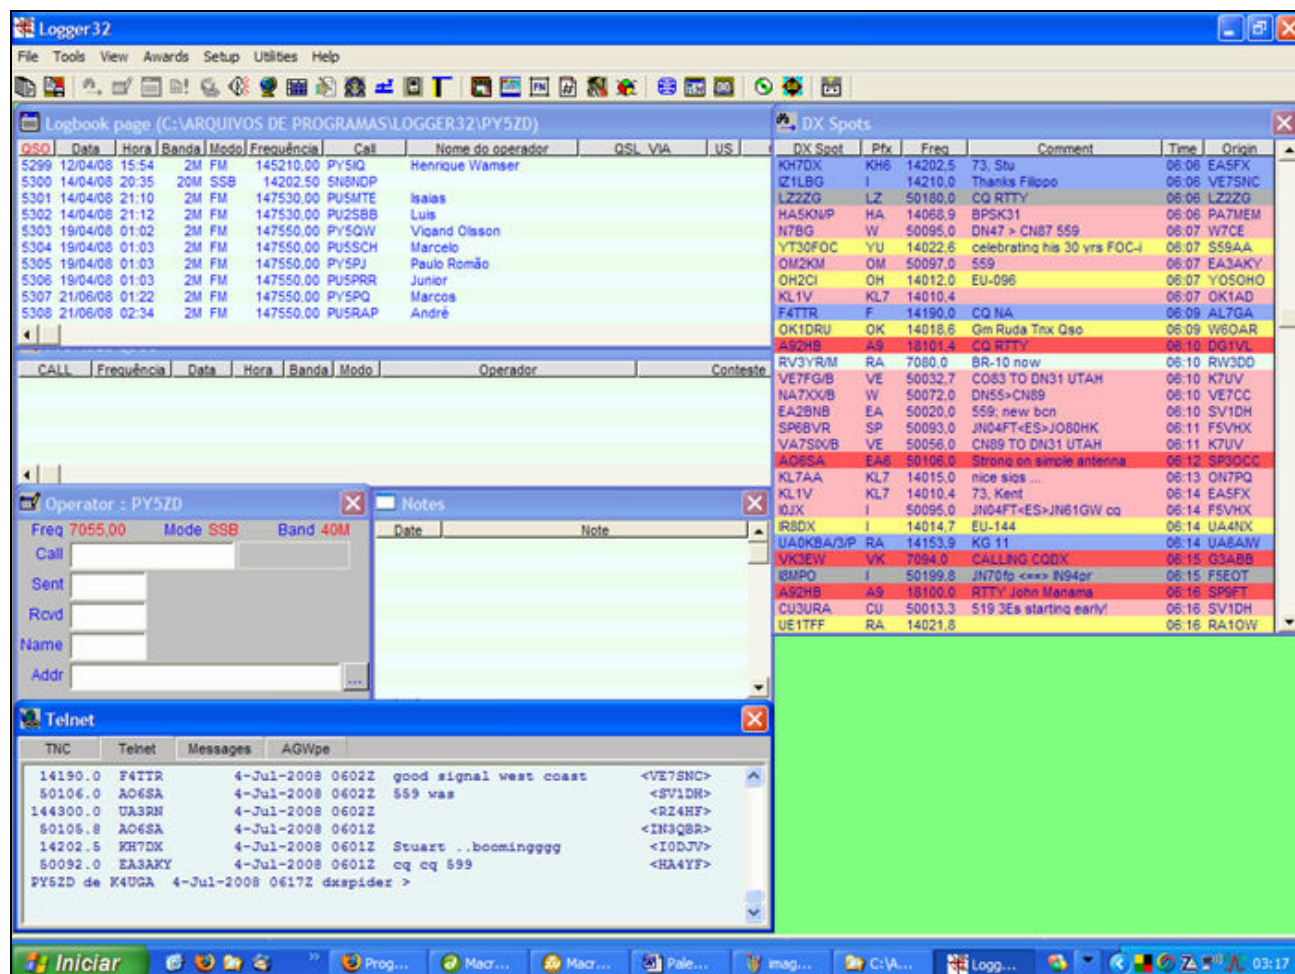 Logger32
File Tools View Awards Setup Utilities Help
Logbook page (C:\ARQUIVOS DE PROGRAMAS\LOGGER32\PY5ZD)
QSO Data Hora Banda Modo Frequência Call Nome do operador QSL VIA US
5299 12/04/08 15:54 2M FM 145210,00 PY5IQ Henrique Wamser
5300 14/04/08 20:35 20M SSB 14202.50 5N8NDP
5301 14/04/08 21:10 2M FM 147530.00 PU5MTE Isaias
5302 14/04/08 21:12 2M FM 147530,00 PU2SBB Luis
5303 19/04/08 01:02 2M FM 147550,00 PY5QW Vigand Olsson
5304 19/04/08 01:03 2M FM 147550.00 PU5SCH Marcelo
5305 19/04/08 01:03 2M FM 147550.00 PY5PJ Paulo Romão
5306 19/04/08 01:03 2M FM 147550,00 PU5PRR Junior
5307 21/06/08 01:22 2M FM 147550,00 PY5PQ Marcos
5308 21/06/08 02:34 2M FM 147550,00 PU5RAP André
CALL Frequência Data Hora Banda Modo Operador Conteste
Operator : PY5ZD
Freq 7055,00 Mode SSB Band 40M
Call
Sent
Rcvd
Name
Addr
...
Notes
Date Note
DX Spots
DX Spot Pfx Freq Comment Time Origin
KH7DX KH6 14202,5 73, Stu 06:06 EA5FX
IZ1LBG I 14210,0 Thanks Filippo 06:06 VE7SNC
LZ2ZG LZ 50180,0 CQ RTTY 06:06 LZ2ZG
HA5KN/P HA 14068,9 BPSK31 06:06 PA7MEM
N7BG W 50095,0 DN47 > CN87 559 06:07 W7CE
YT30FOC YU 14022,6 celebrating his 30 yrs FOC-i 06:07 S59AA
OM2KM OM 50097,0 559 06:07 EA3AKY
OH2CI OH 14012,0 EU-096 06:07 YO5OHO
KL1V KL7 14010,4 06:07 OK1AD
F4TTR F 14190,0 CQ NA 06:09 AL7GA
OK1DRU OK 14018,6 Gm Ruda Tnx Qso 06:09 W6OAR
A92HB A9 18101,4 CQ RTTY 06:10 DG1VL
RV3YR/M RA 7080,0 BR-10 now 06:10 RW3DD
VE7FG/B VE 50032,7 CO83 TO DN31 UTAH 06:10 K7UV
NA7XX/B W 50072,0 DN55>CN89 06:10 VE7CC
EA2BNB EA 50020,0 559; new bcn 06:10 SV1DH
SP6BVR SP 50093,0 JN04FT<ES>JO80HK 06:11 F5VHX
VA7SIX/B VE 50056,0 CN89 TO DN31 UTAH 06:11 K7UV
AO6SA EA6 50106,0 Strong on simple antenna 06:12 SP3OCC
KL7AA KL7 14015,0 nice sigs ... 06:13 ON7PQ
KL1V KL7 14010,4 73, Kent 06:14 EA5FX
I0JX I 50095,0 JN04FT<ES>JN61GW cq 06:14 F5VHX
IR8DX I 14014,7 EU-144 06:14 UA4NX
UA0KBA/3/P RA 14153,9 KG 11 06:14 UA6AIW
VK3EW VK 7094,0 CALLING CQDX 06:15 G3ABB
I8MPO I 50199,8 JN70fp <==> IN94pr 06:15 F5EOT
A92HB A9 18100,0 RTTY John Manama 06:16 SP9FT
CU3URA CU 50013,3 519 3Es starting early! 06:16 SV1DH
UE1TFF RA 14021,8 06:16 RA1OW
Telnet
TNC Telnet Messages AGWpe
14190.0 F4TTR 4-Jul-2008 0602Z good signal west coast <VE7SNC>
50106.0 AO6SA 4-Jul-2008 0602Z 559 was <SV1DH>
144300.0 UA3RN 4-Jul-2008 0602Z <RZ4HF>
50105.8 AO6SA 4-Jul-2008 0601Z <IN3QBR>
14202.5 KH7DX 4-Jul-2008 0601Z Stuart ..boomingggg <I0DJV>
50092.0 EA3AKY 4-Jul-2008 0601Z cq cq 599 <HA4YF>
PY5ZD de K4UGA 4-Jul-2008 0617Z dxspider >
Iniciar Prog... Macr... Macr... Pale... imag... C:\A... Logg... 03:17